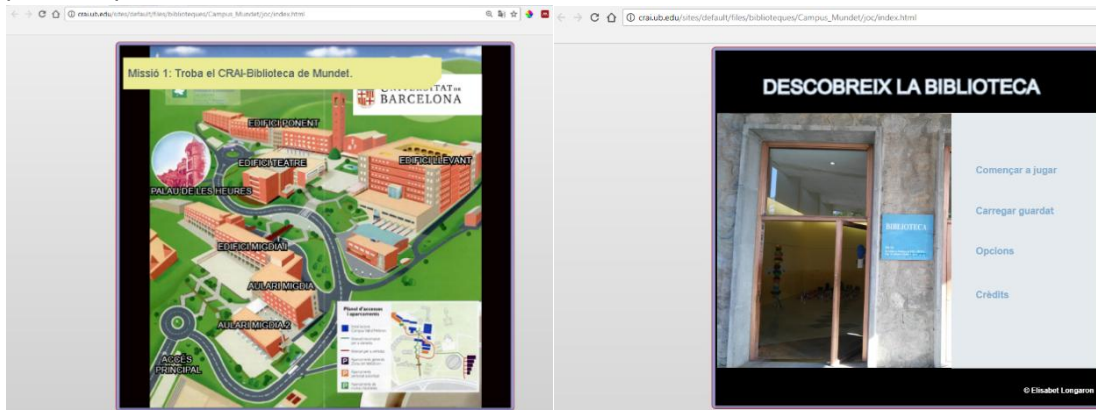 crai.ub.edu/sites/default/files/biblioteques/Campus_Mundet/joc/index.html
Missió 1: Troba el CRAI-Biblioteca de Mundet.
UNIVERSITAT DE
BARCELONA
EDIFICI PONENT
EDIFICI TEATRE
EDIFICI LLEVANT
PALAU DE LES HEURES
EDIFICI MIGDIA I
AULARI MIGDIA
AULARI MIGDIA 2
ACCÉS
PRINCIPAL
Plànol d'accessos
i aparcaments
crai.ub.edu/sites/default/files/biblioteques/Campus_Mundet/joc/index.html
DESCOBREIX LA BIBLIOTECA
BIBLIOTECA
Començar a jugar
Carregar guardat
Opcions
Crèdits
© Elisabet Longaron